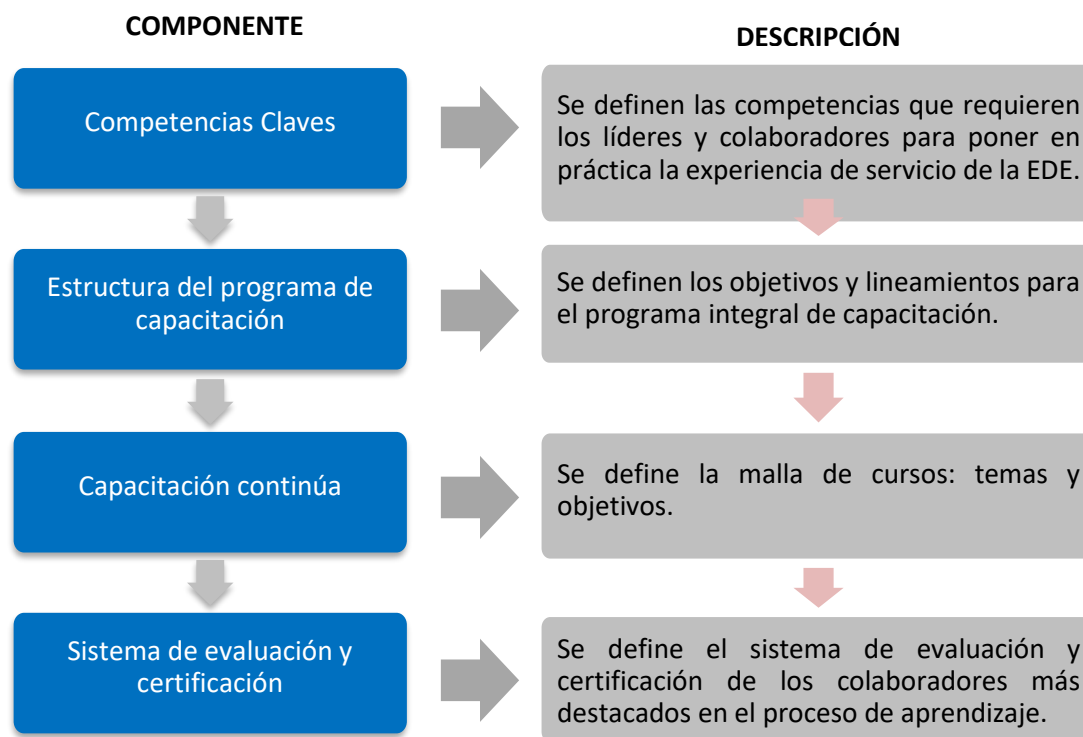 COMPONENTE
DESCRIPCIÓN
Competencias Claves
Se definen las competencias que requieren
los líderes y colaboradores para poner en
práctica la experiencia de servicio de la EDE.
Estructura del programa de
capacitación
Se definen los objetivos y lineamientos para
el programa integral de capacitación.
Capacitación continúa
Se define la malla de cursos: temas y
objetivos.
Sistema de evaluación y
certificación
Se define el sistema de evaluación y
certificación de los colaboradores más
destacados en el proceso de aprendizaje.